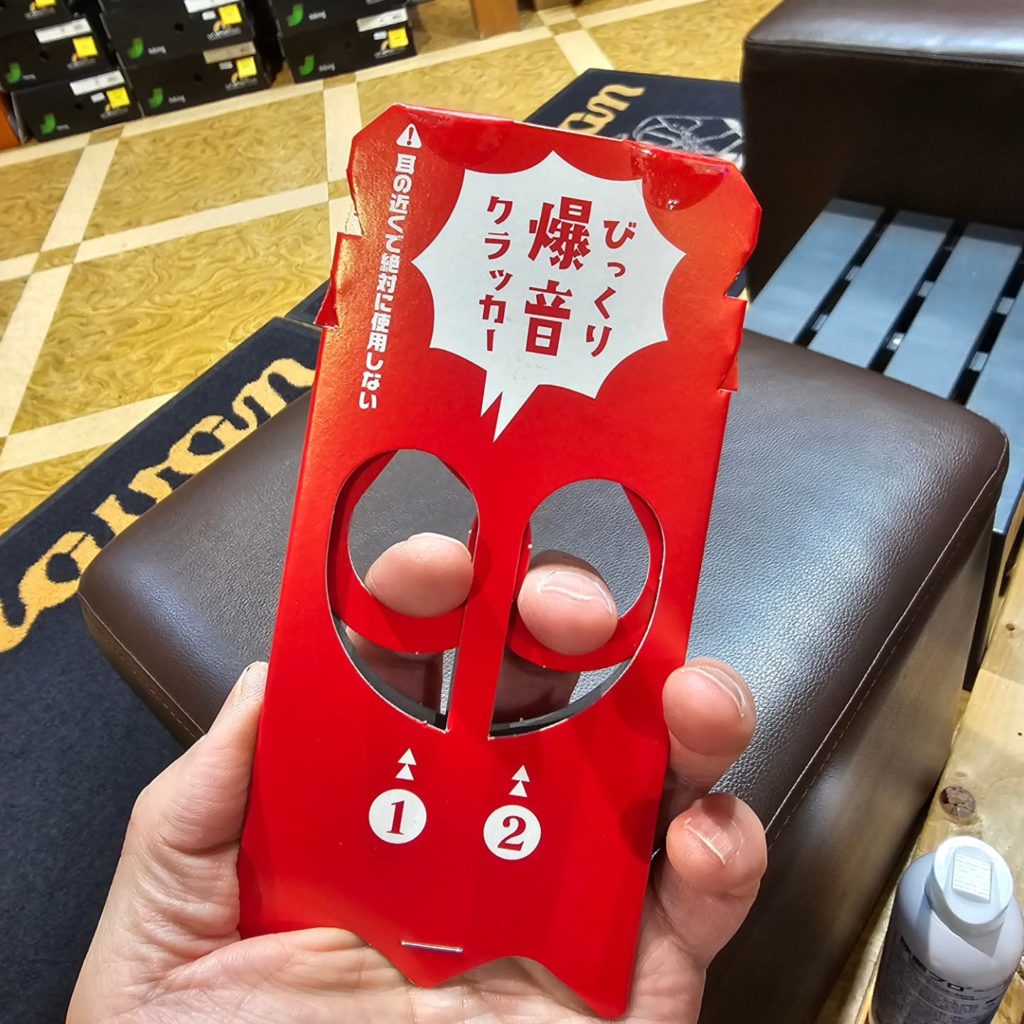 びっくり
爆音
クラッカー
耳の近くで絶対に使用しない
1
2